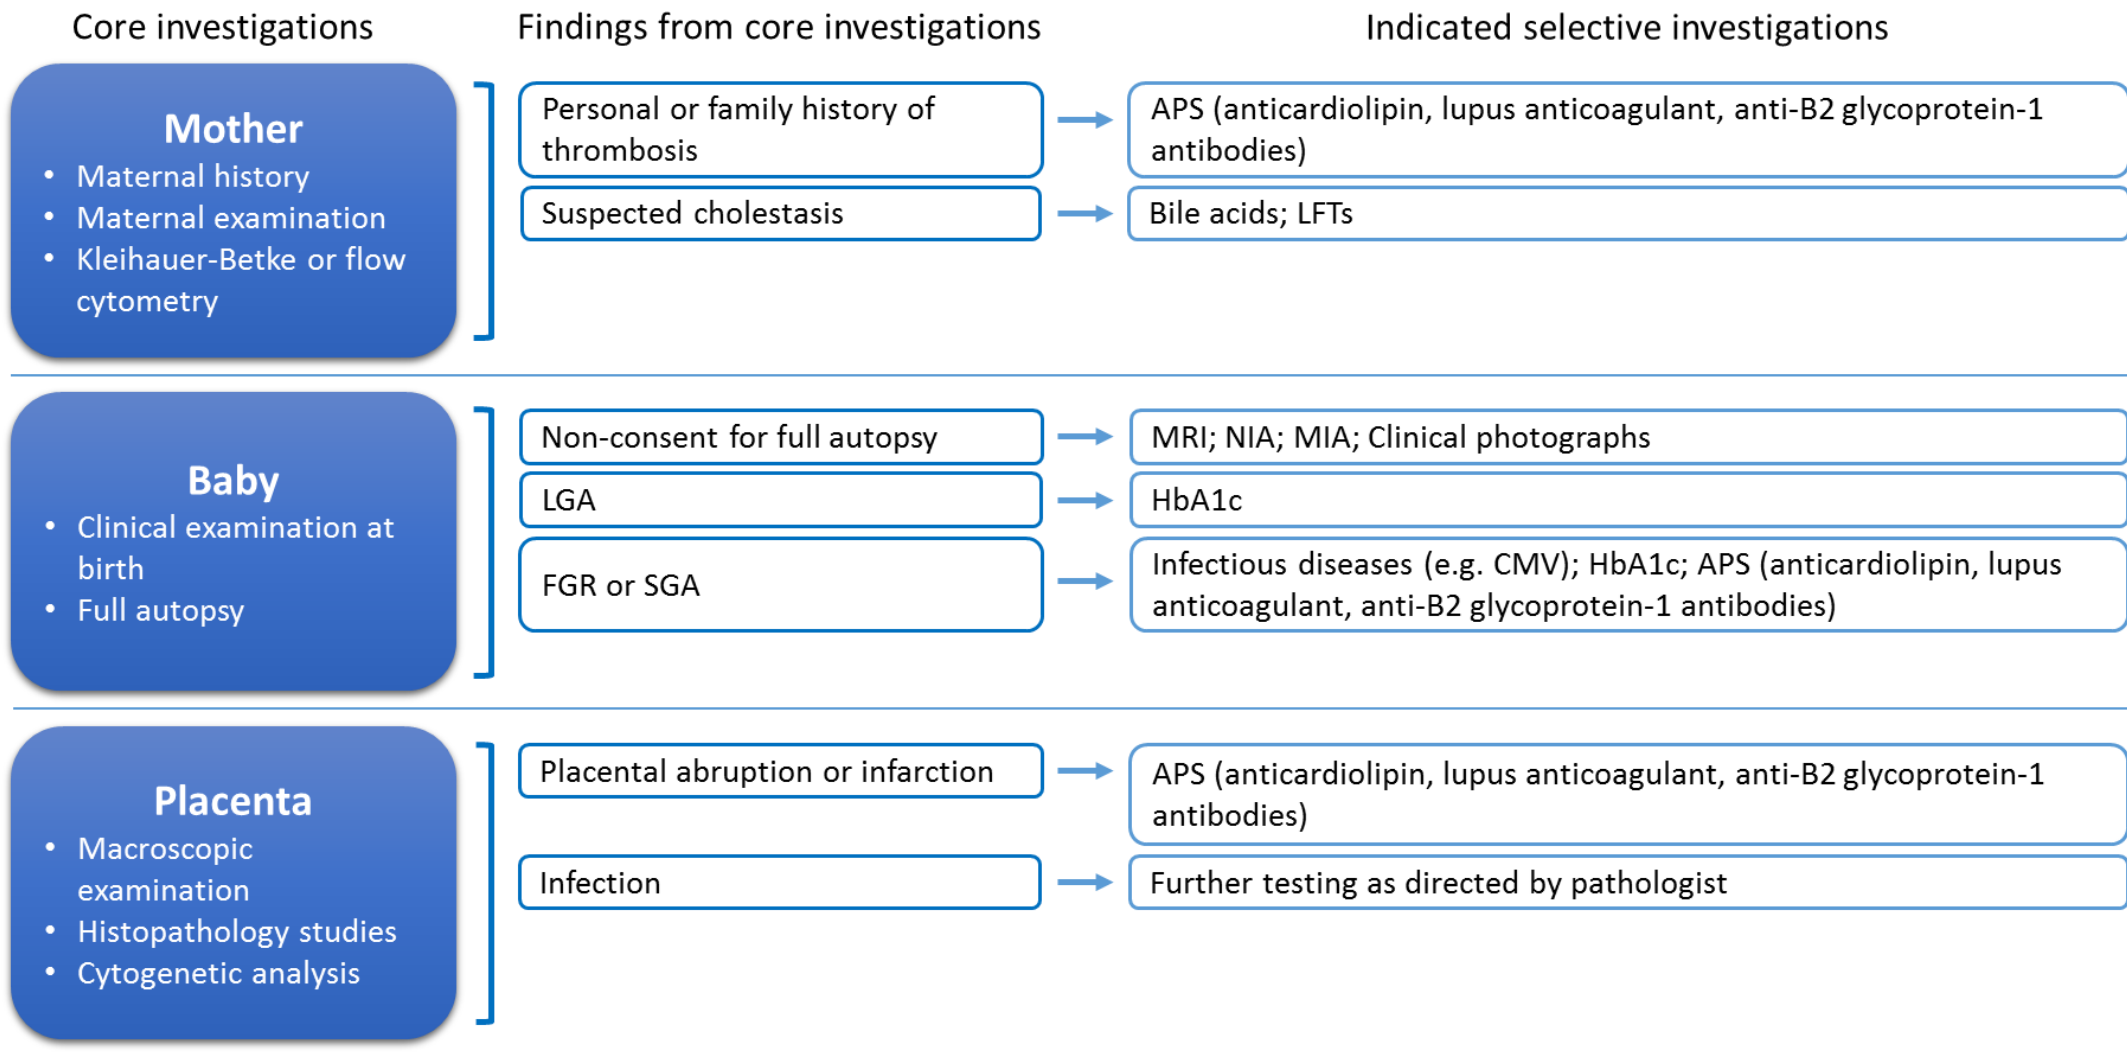 Core investigations
Findings from core investigations
Indicated selective investigations
Mother
• Maternal history
• Maternal examination
• Kleihauer-Betke or flow
cytometry
Personal or family history of
thrombosis
APS (anticardiolipin, lupus anticoagulant, anti-B2 glycoprotein-1
antibodies)
Suspected cholestasis
Bile acids; LFTs
Baby
• Clinical examination at
birth
• Full autopsy
Non-consent for full autopsy
MRI; NIA; MIA; Clinical photographs
LGA
HbA1c
FGR or SGA
Infectious diseases (e.g. CMV); HbA1c; APS (anticardiolipin, lupus
anticoagulant, anti-B2 glycoprotein-1 antibodies)
Placenta
• Macroscopic
examination
• Histopathology studies
• Cytogenetic analysis
Placental abruption or infarction
APS (anticardiolipin, lupus anticoagulant, anti-B2 glycoprotein-1
antibodies)
Infection
Further testing as directed by pathologist